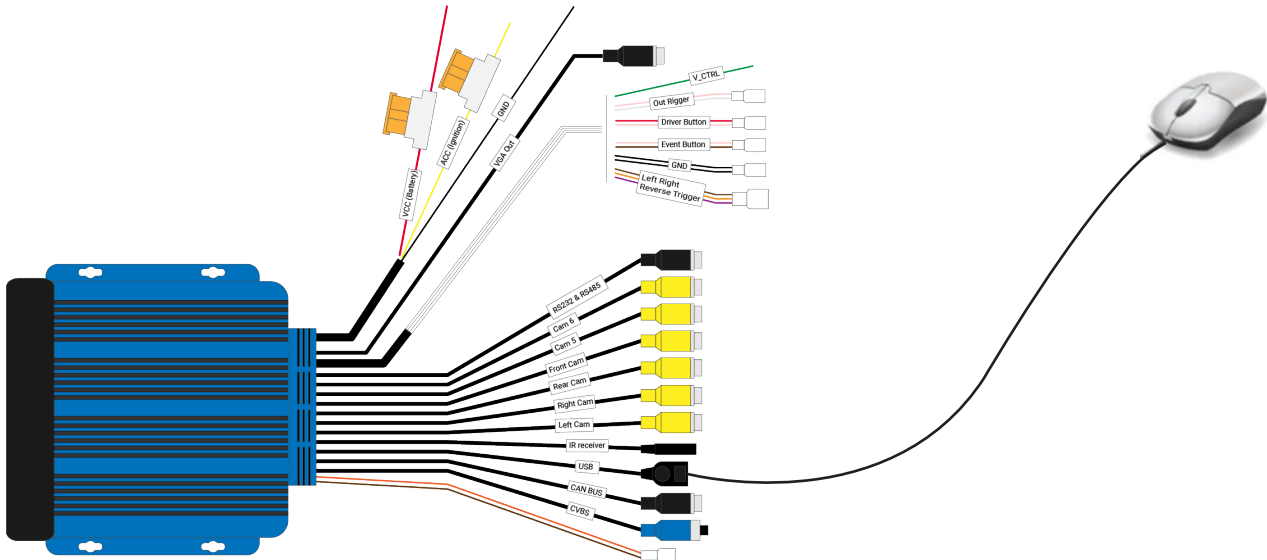 GND
ACC (Ignition)
VCC (Battery)
VGA Out
V_CTRL
Out Rigger
Driver Button
Event Button
GND
Left Right
Reverse Trigger
RS232 & RS485
Cam 6
Cam 5
Front Cam
Rear Cam
Right Cam
Left Cam
IR receiver
USB
CAN BUS
CVBS